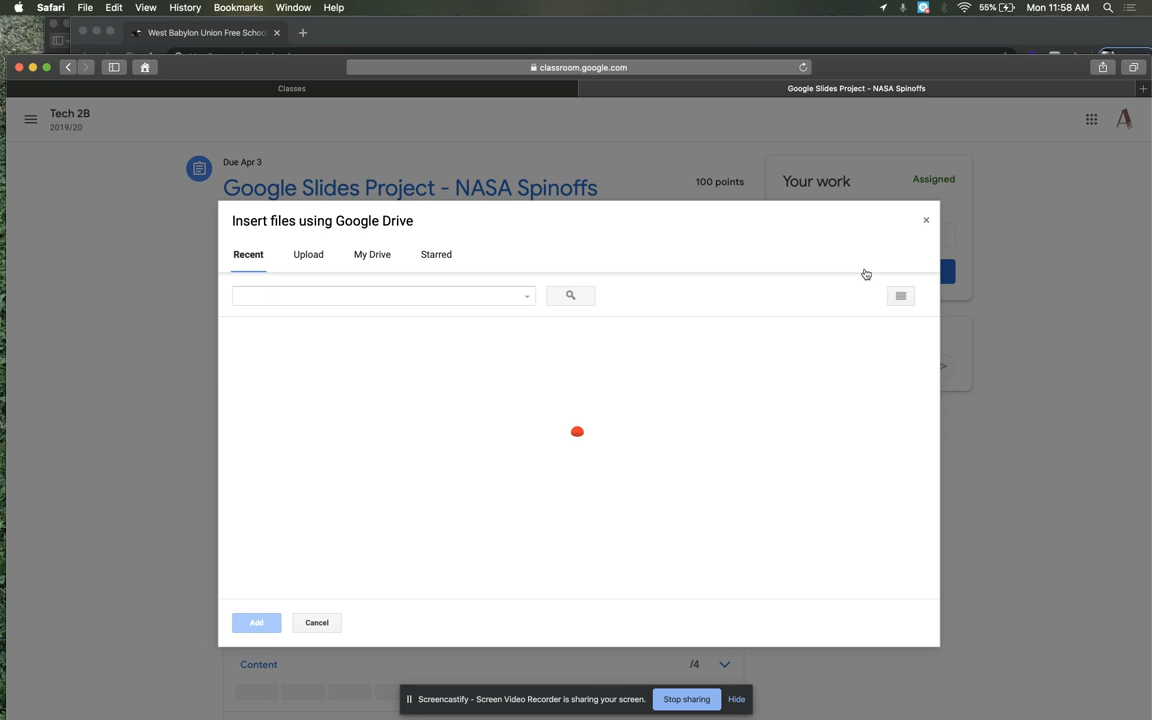 Safari File Edit View History Bookmarks Window Help 55% Mon 11:58 AM
West Babylon Union Free Schoo
classroom.google.com
Classes Google Slides Project - NASA Spinoffs
Tech 2B
2019/20
Due Apr 3
Google Slides Project - NASA Spinoffs 100 points Your work Assigned
Insert files using Google Drive
Recent Upload My Drive Starred
Add Cancel
Content /4
Screencastify - Screen Video Recorder is sharing your screen. Stop sharing Hide